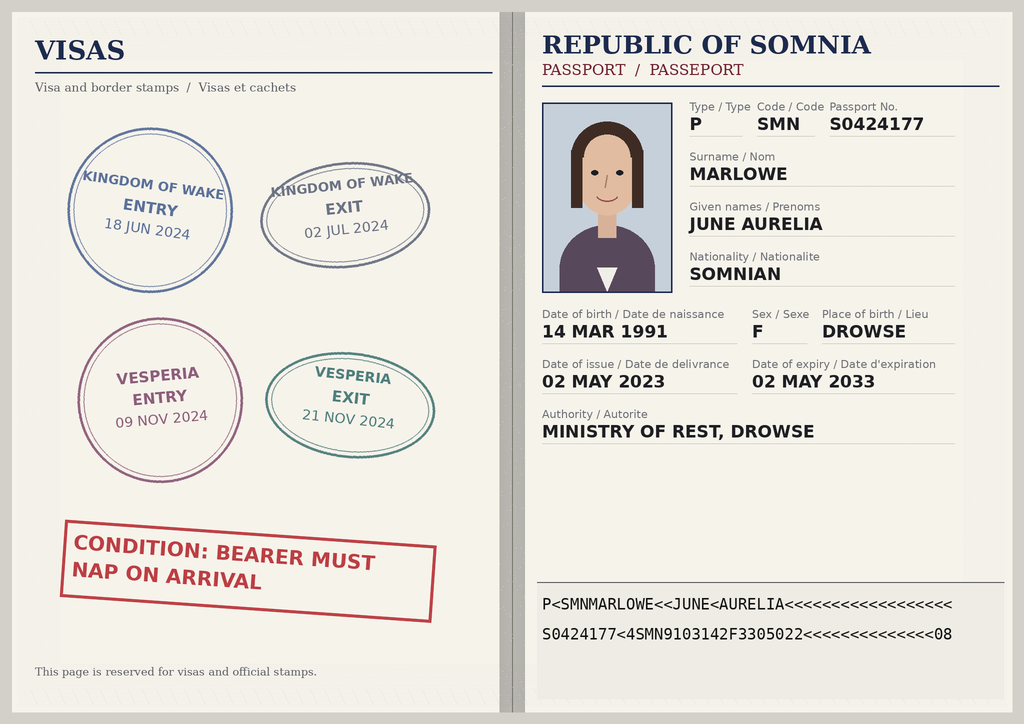 VISAS
Visa and border stamps / Visas et cachets
KINGDOM OF WAKE
ENTRY
18 JUN 2024
KINGDOM OF WAKE
EXIT
02 JUL 2024
VESPERIA
ENTRY
09 NOV 2024
VESPERIA
EXIT
21 NOV 2024
CONDITION: BEARER MUST
NAP ON ARRIVAL
This page is reserved for visas and official stamps.
REPUBLIC OF SOMNIA
PASSPORT / PASSEPORT
Type / Type Code / Code Passport No.
P SMN S0424177
Surname / Nom
MARLOWE
Given names / Prenoms
JUNE AURELIA
Nationality / Nationalite
SOMNIAN
Date of birth / Date de naissance Sex / Sexe Place of birth / Lieu
14 MAR 1991 F DROWSE
Date of issue / Date de delivrance Date of expiry / Date d'expiration
02 MAY 2023 02 MAY 2033
Authority / Autorite
MINISTRY OF REST, DROWSE
P<SMNMARLOWE<<JUNE<AURELIA<<<<<<<<<<<<<<<<<<
S0424177<4SMN9103142F3305022<<<<<<<<<<<<<<08